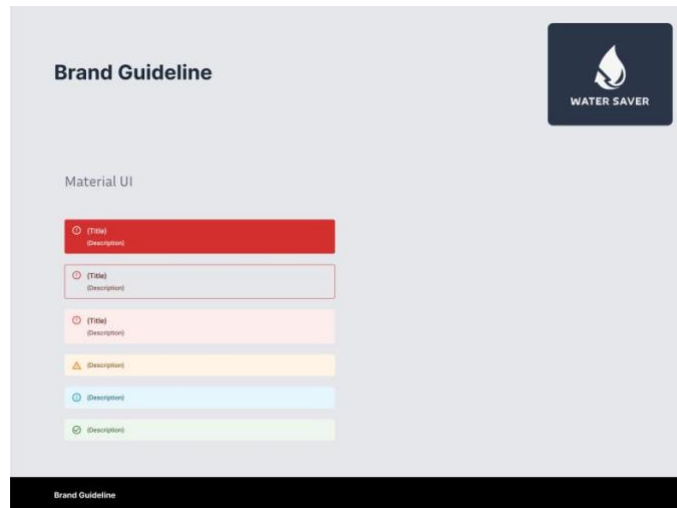 Brand Guideline
WATER SAVER
Material UI
(Title)
(Description)
(Title)
(Description)
(Title)
(Description)
(Description)
(Description)
(Description)
Brand Guideline